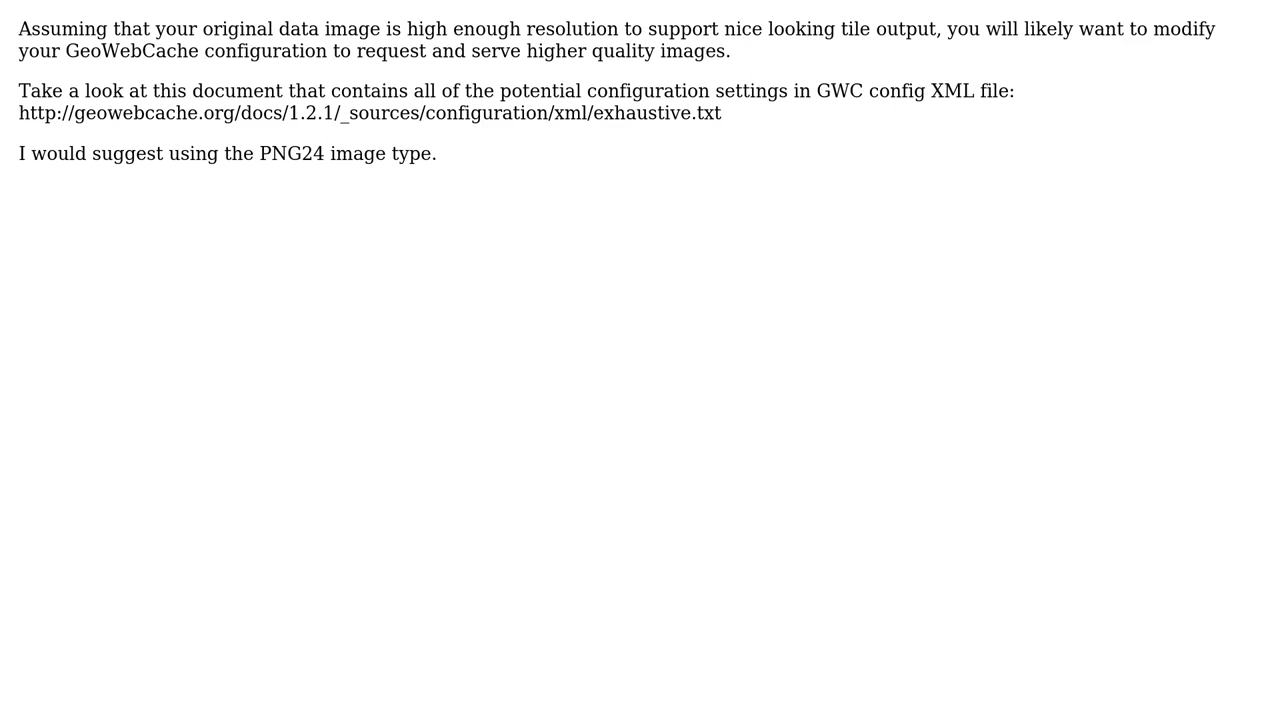 Assuming that your original data image is high enough resolution to support nice looking tile output, you will likely want to modify
your GeoWebCache configuration to request and serve higher quality images.
Take a look at this document that contains all of the potential configuration settings in GWC config XML file:
http://geowebcache.org/docs/1.2.1/_sources/configuration/xml/exhaustive.txt
I would suggest using the PNG24 image type.